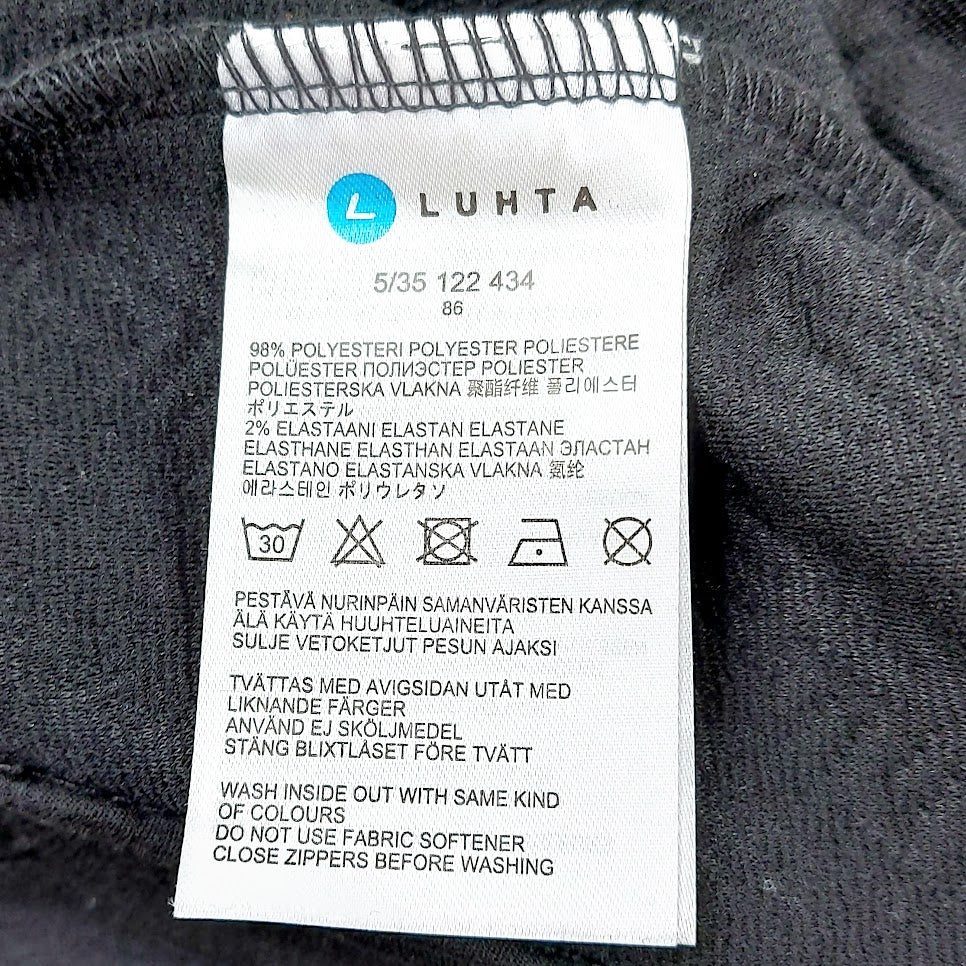 L LUHTA
5/35 122 434
86
98% POLYESTERI POLYESTER POLIESTERE
POLÜESTER ПОЛИЭСТЕР POLIESTER
POLIESTERSKA VLAKNA 聚酯纤维 폴리에스터
ポリエステル
2% ELASTAANI ELASTAN ELASTANE
ELASTHANE ELASTHAN ELASTAAN ЭЛАСТАН
ELASTANO ELASTANSKA VLAKNA 氨纶
에라스테인 ポリウレタソ
30
PESTÄVÄ NURINPÄIN SAMANVÄRISTEN KANSSA
ÄLÄ KÄYTÄ HUUHTELUAINEITA
SULJE VETOKETJUT PESUN AJAKSI
TVÄTTAS MED AVIGSIDAN UTÅT MED
LIKNANDE FÄRGER
ANVÄND EJ SKÖLJMEDEL
STÄNG BLIXTLÅSET FÖRE TVÄTT
WASH INSIDE OUT WITH SAME KIND
OF COLOURS
DO NOT USE FABRIC SOFTENER
CLOSE ZIPPERS BEFORE WASHING